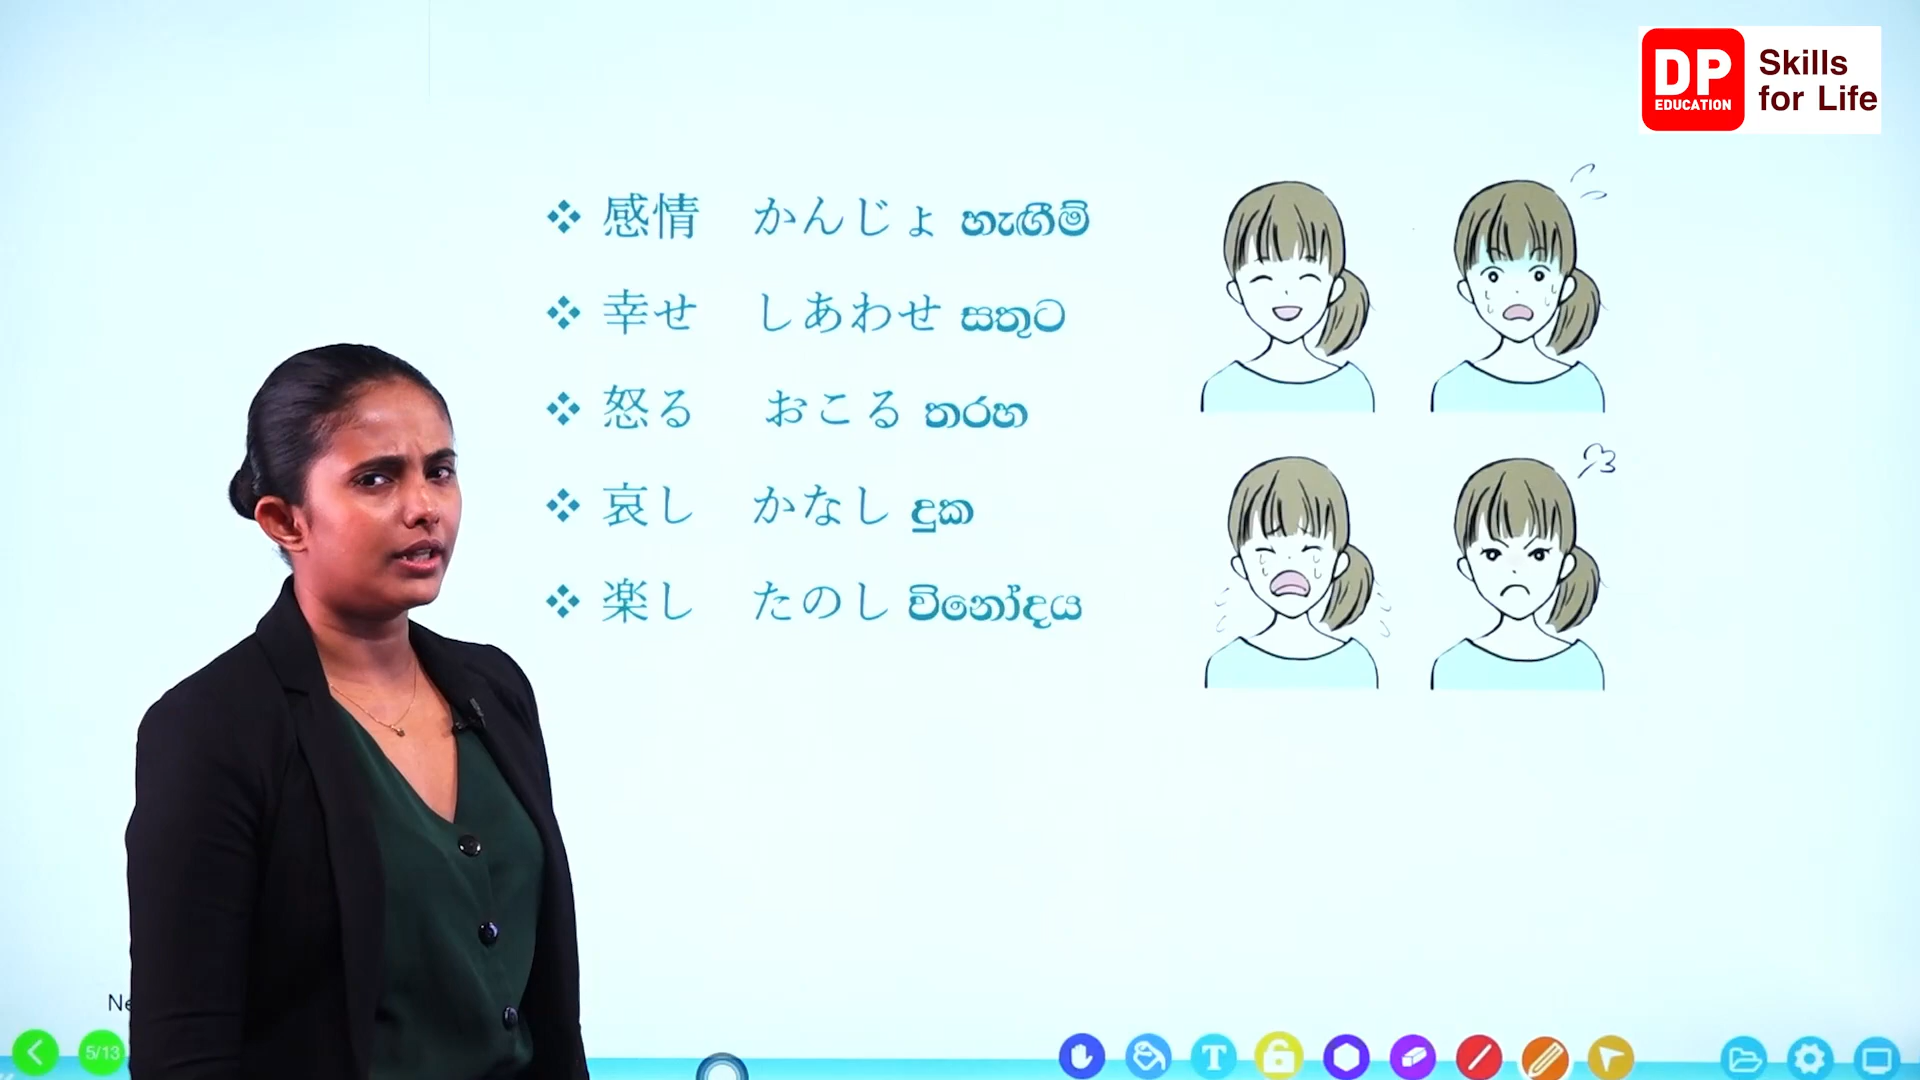 DP
EDUCATION
Skills
for Life
❖ 感情 かんじょ හැඟීම්
❖ 幸せ しあわせ සතුට
❖ 怒る おこる තරහ
❖ 哀し かなし දුක
❖ 楽し たのし විනෝදය
5/13
T